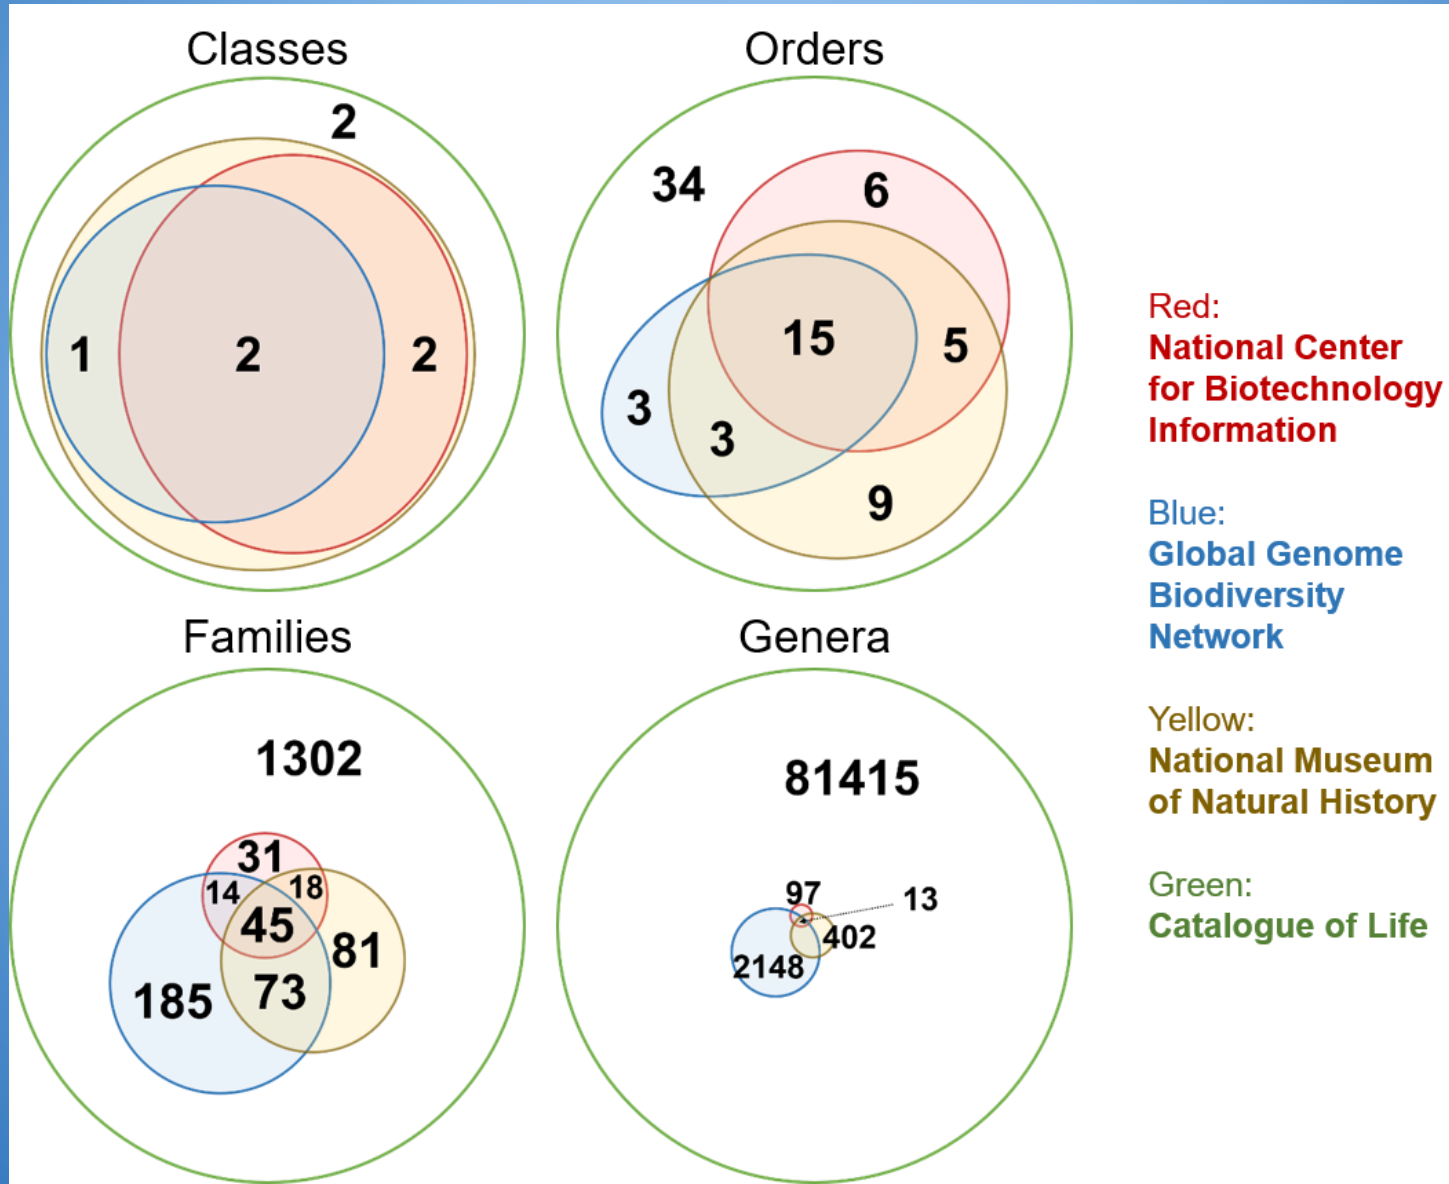 Classes
2
1
2
2
Orders
34
6
15
5
3
3
9
Families
1302
31
14
18
45
81
185
73
Genera
81415
97
13
402
2148
Red:
National Center
for Biotechnology
Information
Blue:
Global Genome
Biodiversity
Network
Yellow:
National Museum
of Natural History
Green:
Catalogue of Life